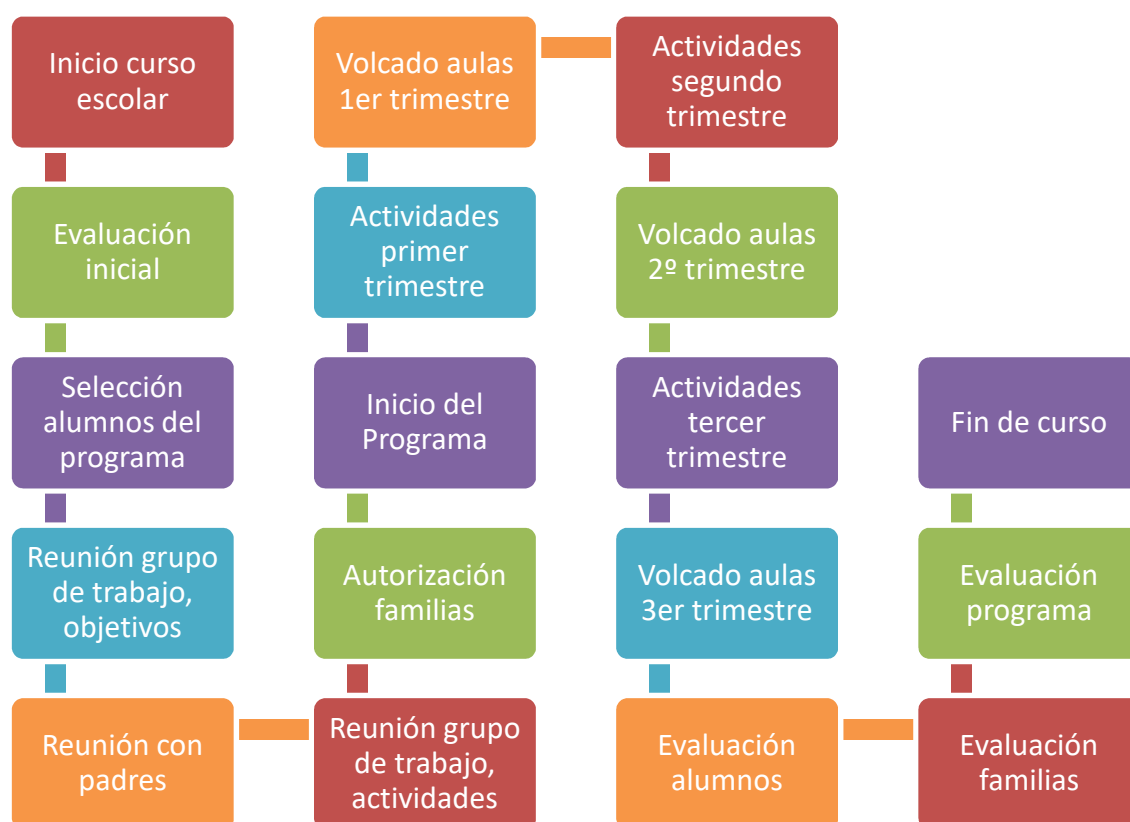 Inicio curso
escolar
Evaluación
inicial
Selección
alumnos del
programa
Reunión grupo
de trabajo,
objetivos
Reunión con
padres
Reunión grupo
de trabajo,
actividades
Autorización
familias
Inicio del
Programa
Actividades
primer
trimestre
Volcado aulas
1er trimestre
Actividades
segundo
trimestre
Volcado aulas
2º trimestre
Actividades
tercer
trimestre
Volcado aulas
3er trimestre
Evaluación
alumnos
Evaluación
familias
Evaluación
programa
Fin de curso